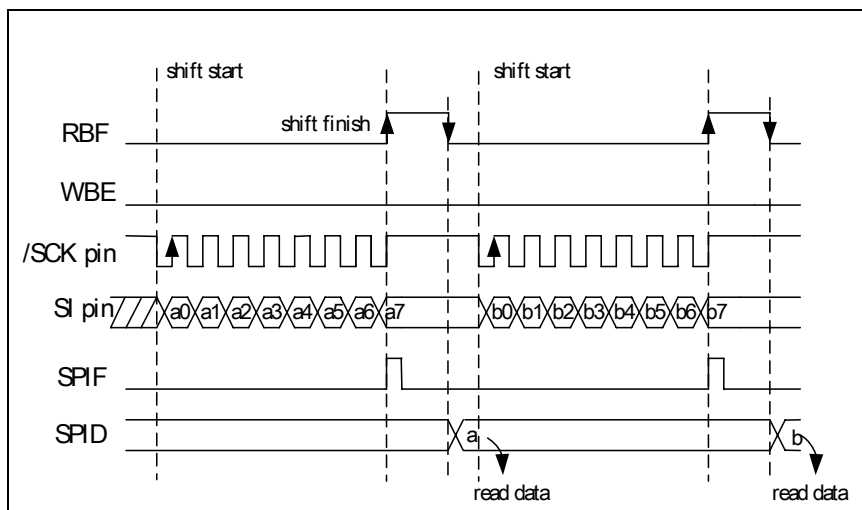 shift start shift start
shift finish
RBF
WBE
/SCK pin
SI pin a0 a1 a2 a3 a4 a5 a6 a7 b0 b1 b2 b3 b4 b5 b6 b7
SPIF
SPID a b
read data read data